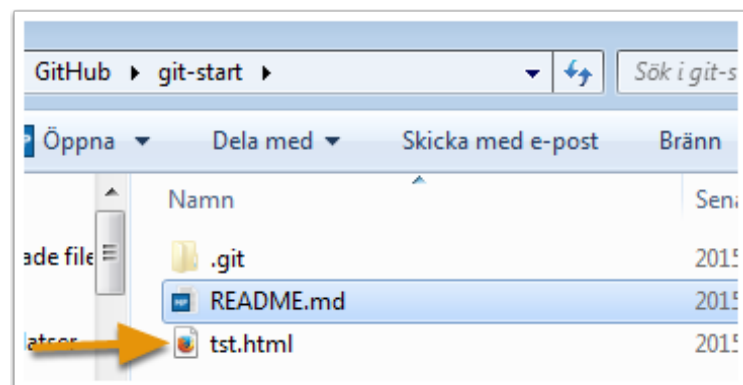 GitHub git-start Sök i git-s
Öppna Dela med Skicka med e-post Bränn
Namn Sena
ade file .git 2015
README.md 2015
latser tst.html 2015